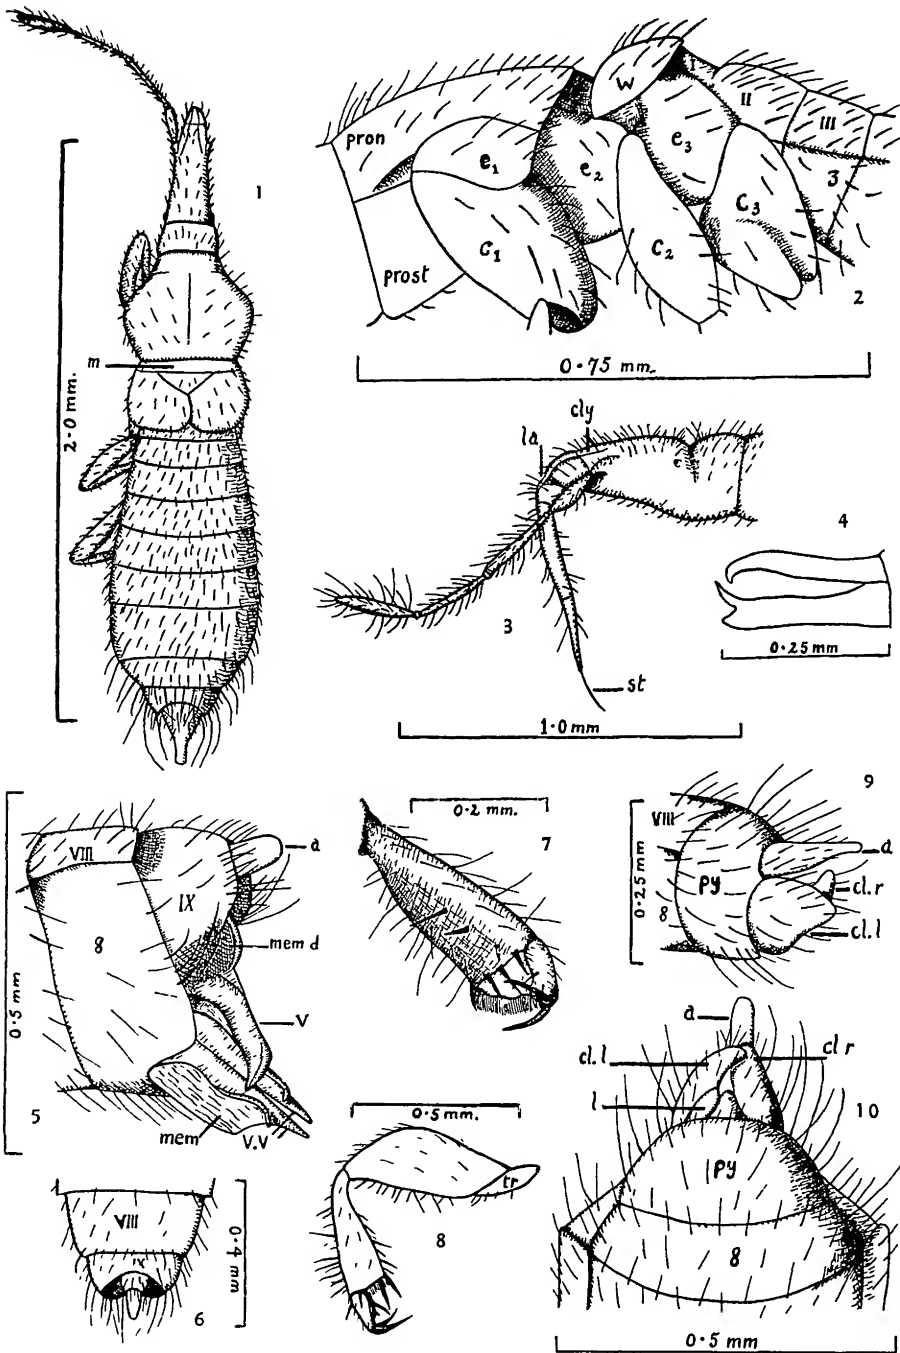 1
m
2·0 mm.
pron
e1
prost
C1
W
e2
e3
II
III
C2
C3
3
2
0·75 mm.
la
cly
3
st
1·0 mm
4
0·25 mm
VIII
IX
8
a
mem d
V
mem
V.V
5
0·5 mm
VIII
X
6
0·4 mm
0·2 mm.
7
0·5 mm.
tr
8
9
VIII
8
py
a
cl.r
cl.l
0·25 mm
a
cl.l
cl r
l
10
py
8
0·5 mm